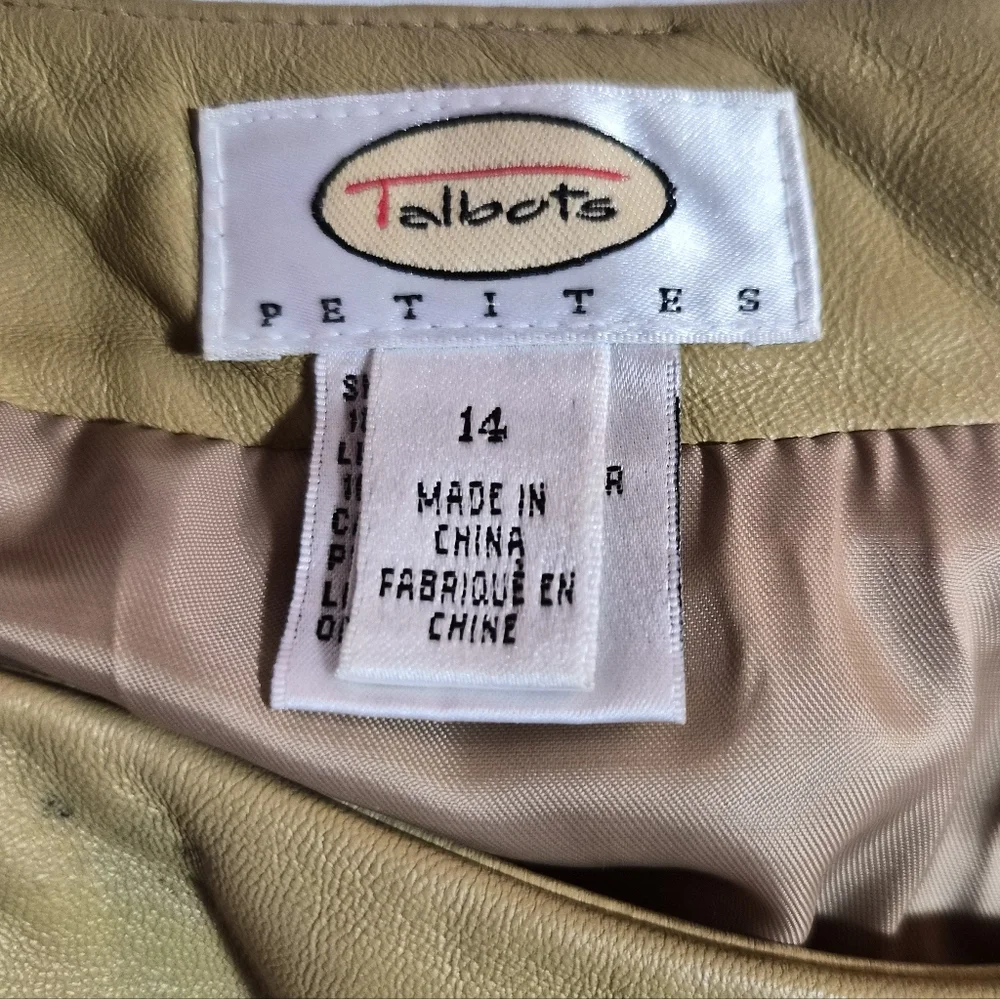 Talbots
PETITES
14
MADE IN
CHINA
FABRIQUÉ EN
CHINE
R